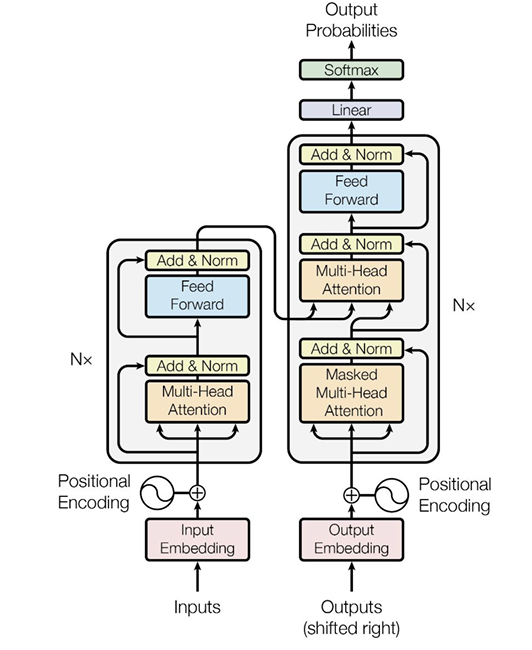 Output
Probabilities
Softmax
Linear
Add & Norm
Feed
Forward
Add & Norm
Multi-Head
Attention
Add & Norm
Masked
Multi-Head
Attention
N×
Add & Norm
Feed
Forward
N×
Add & Norm
Multi-Head
Attention
Positional
Encoding
Positional
Encoding
Input
Embedding
Output
Embedding
Inputs
Outputs
(shifted right)